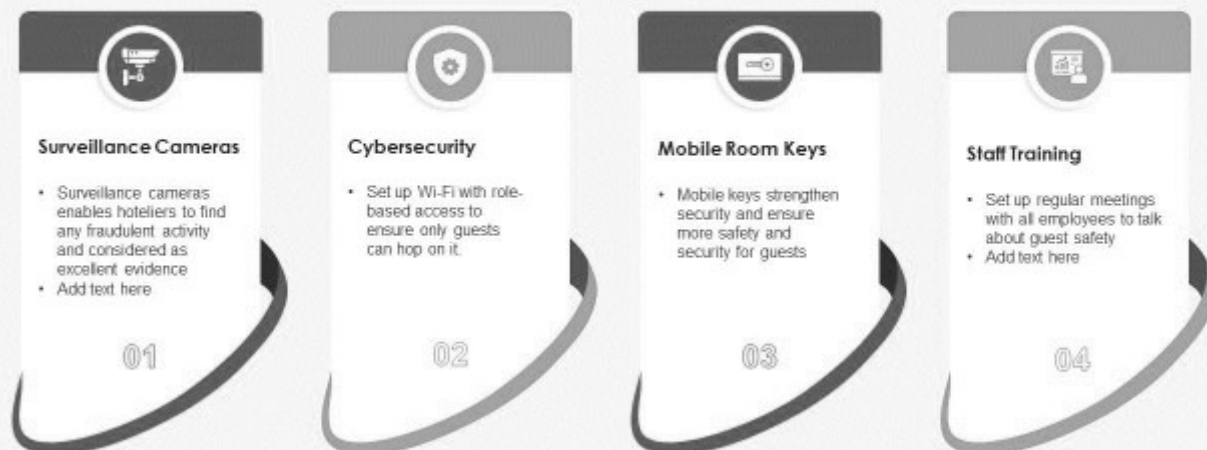 Surveillance Cameras
• Surveillance cameras
enables hoteliers to find
any fraudulent activity
and considered as
excellent evidence
• Add text here
01
Cybersecurity
• Set up Wi-Fi with role-
based access to
ensure only guests
can hop on it.
02
Mobile Room Keys
• Mobile keys strengthen
security and ensure
more safety and
security for guests
03
Staff Training
• Set up regular meetings
with all employees to talk
about guest safety
• Add text here
04